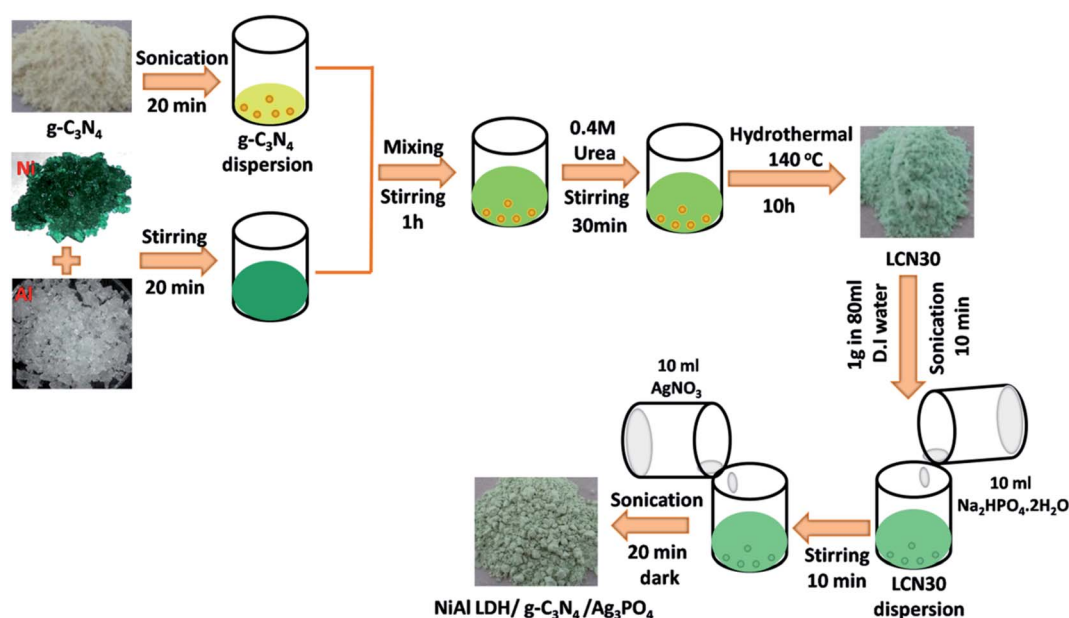 Sonication
20 min
g-C₃N₄
g-C₃N₄
dispersion
Ni
Al
Stirring
20 min
Mixing
Stirring
1h
0.4M
Urea
Stirring
30min
Hydrothermal
140 °C
10h
LCN30
1g in 80ml
D.I water
Sonication
10 min
10 ml
Na₂HPO₄.2H₂O
LCN30
dispersion
Stirring
10 min
10 ml
AgNO₃
Sonication
20 min
dark
NiAl LDH/ g-C₃N₄ /Ag₃PO₄